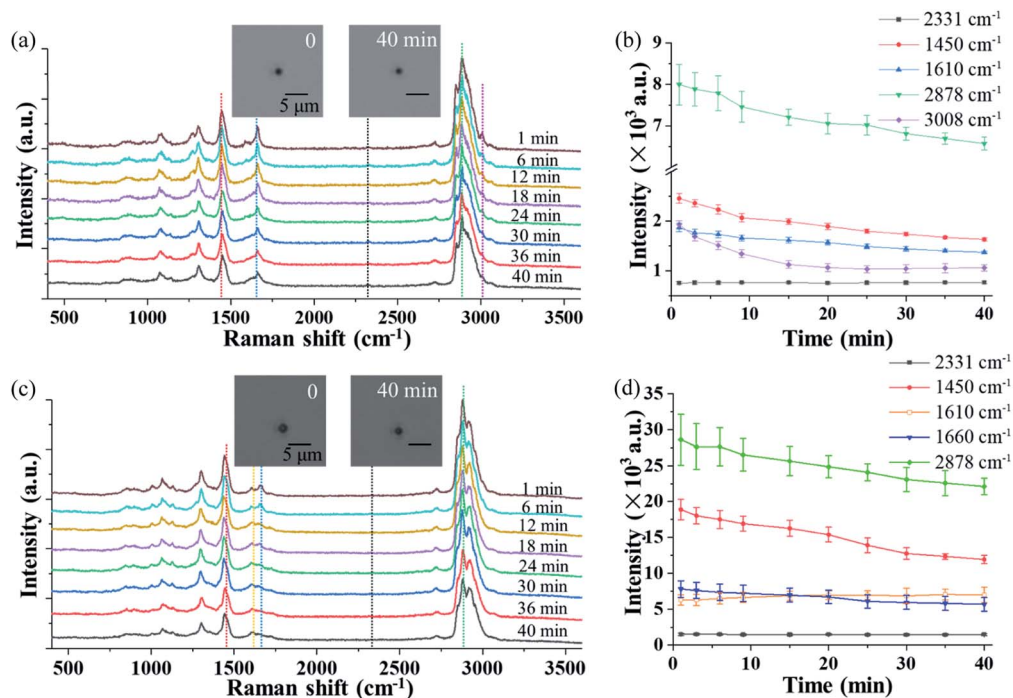 (a)
0
40 min
5 μm
1 min
6 min
12 min
18 min
24 min
30 min
36 min
40 min
Intensity (a.u.)
500 1000 1500 2000 2500 3000 3500
Raman shift (cm⁻¹)
(b)
2331 cm⁻¹
1450 cm⁻¹
1610 cm⁻¹
2878 cm⁻¹
3008 cm⁻¹
Intensity (×10³ a.u.)
9
8
7
2
1
0 10 20 30 40
Time (min)
(c)
0
40 min
5 μm
1 min
6 min
12 min
18 min
24 min
30 min
36 min
40 min
Intensity (a.u.)
500 1000 1500 2000 2500 3000 3500
Raman shift (cm⁻¹)
(d)
2331 cm⁻¹
1450 cm⁻¹
1610 cm⁻¹
1660 cm⁻¹
2878 cm⁻¹
Intensity (×10³ a.u.)
35
30
25
20
15
10
5
0
0 10 20 30 40
Time (min)